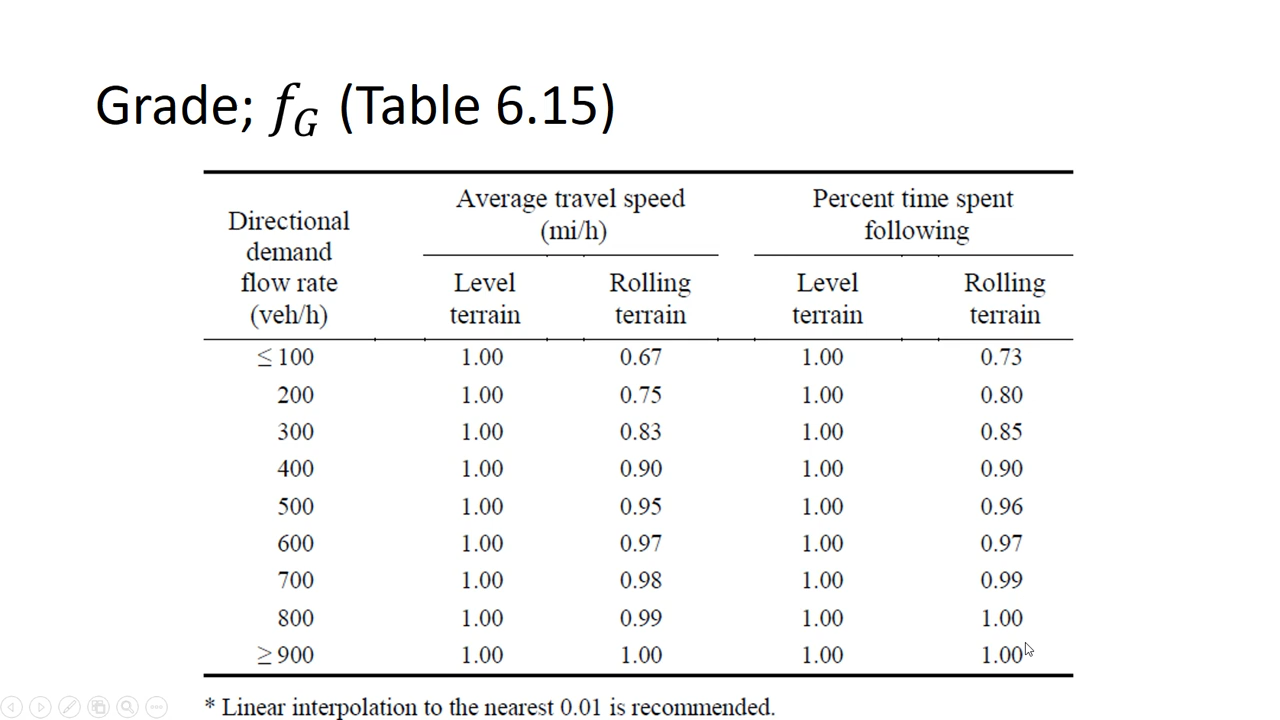 Grade; f_G (Table 6.15)
Directional demand flow rate (veh/h) Average travel speed (mi/h) Percent time spent following
Level terrain Rolling terrain Level terrain Rolling terrain
≤ 100 1.00 0.67 1.00 0.73
200 1.00 0.75 1.00 0.80
300 1.00 0.83 1.00 0.85
400 1.00 0.90 1.00 0.90
500 1.00 0.95 1.00 0.96
600 1.00 0.97 1.00 0.97
700 1.00 0.98 1.00 0.99
800 1.00 0.99 1.00 1.00
≥ 900 1.00 1.00 1.00 1.00
* Linear interpolation to the nearest 0.01 is recommended.